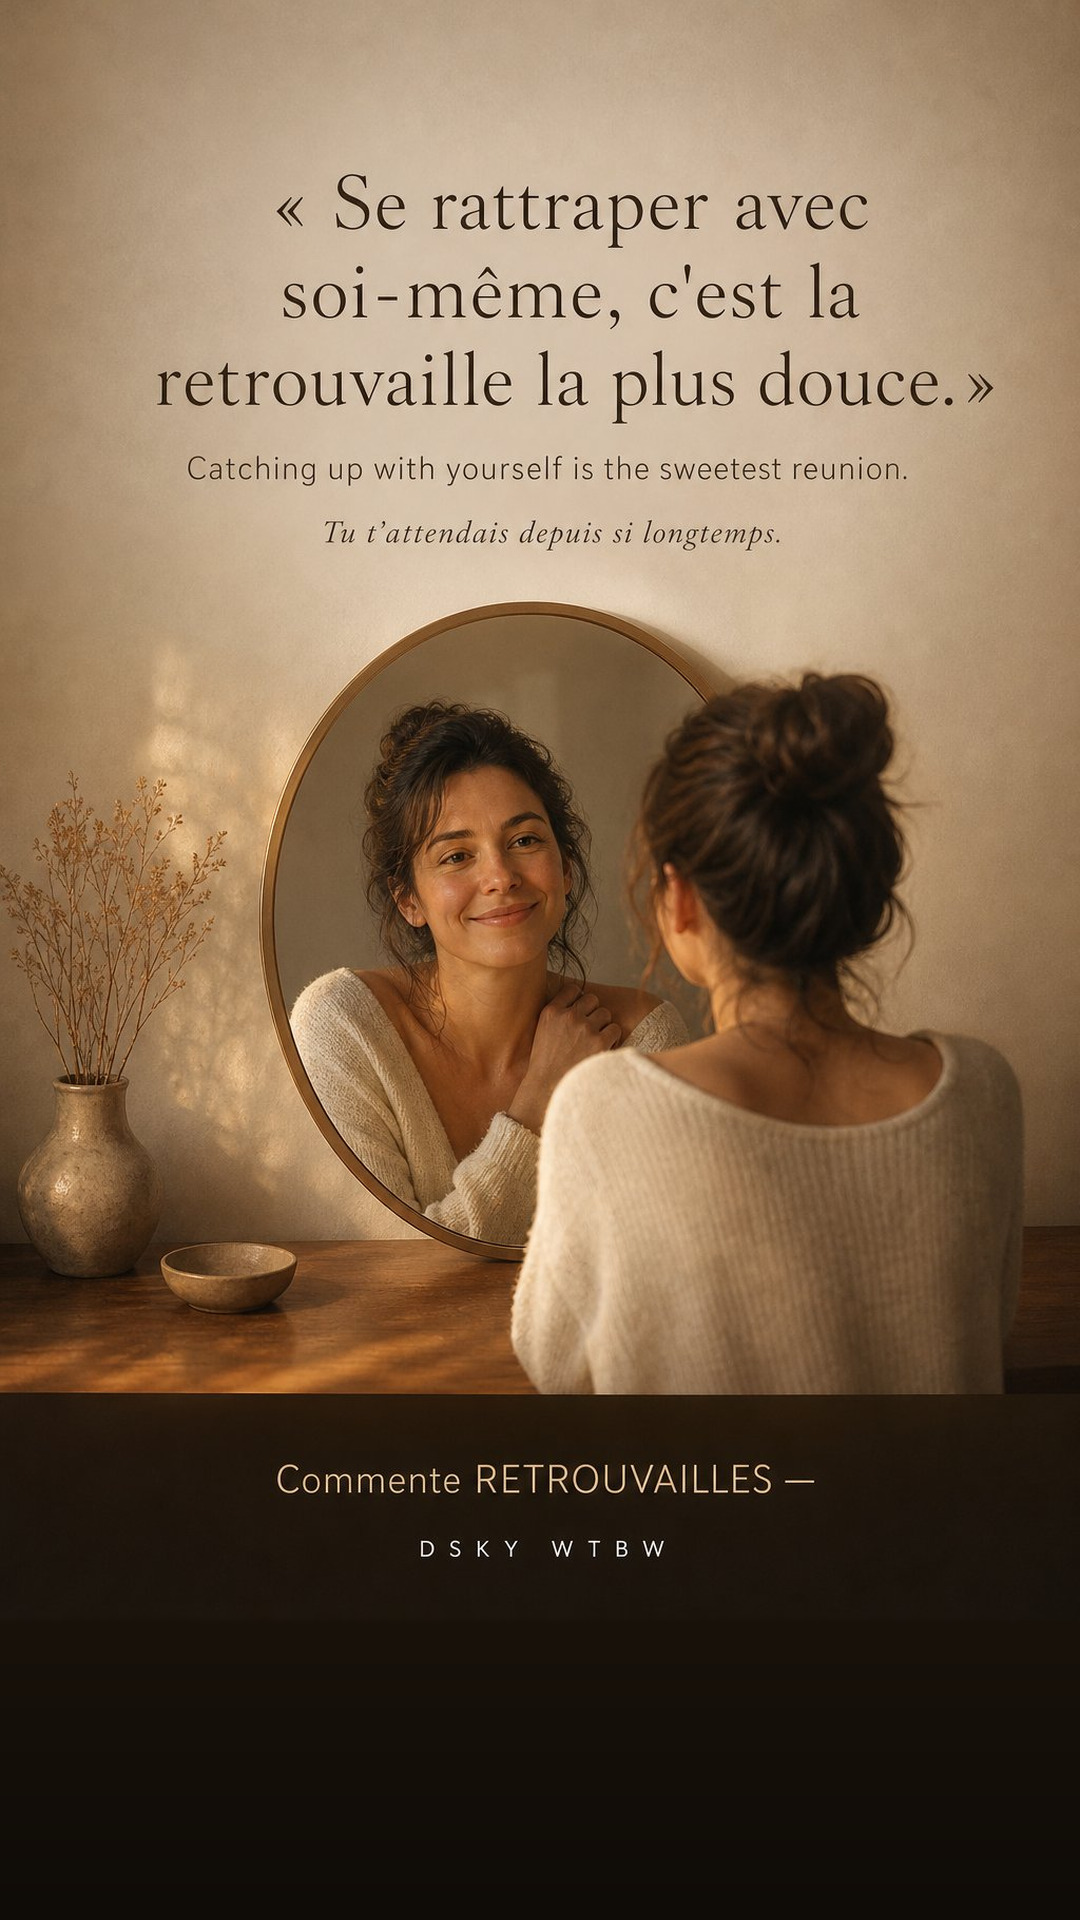 « Se rattraper avec
soi-même, c'est la
retrouvaille la plus douce. »
Catching up with yourself is the sweetest reunion.
Tu t’attendais depuis si longtemps.
Commente RETROUVAILLES —
DSKY WTBW